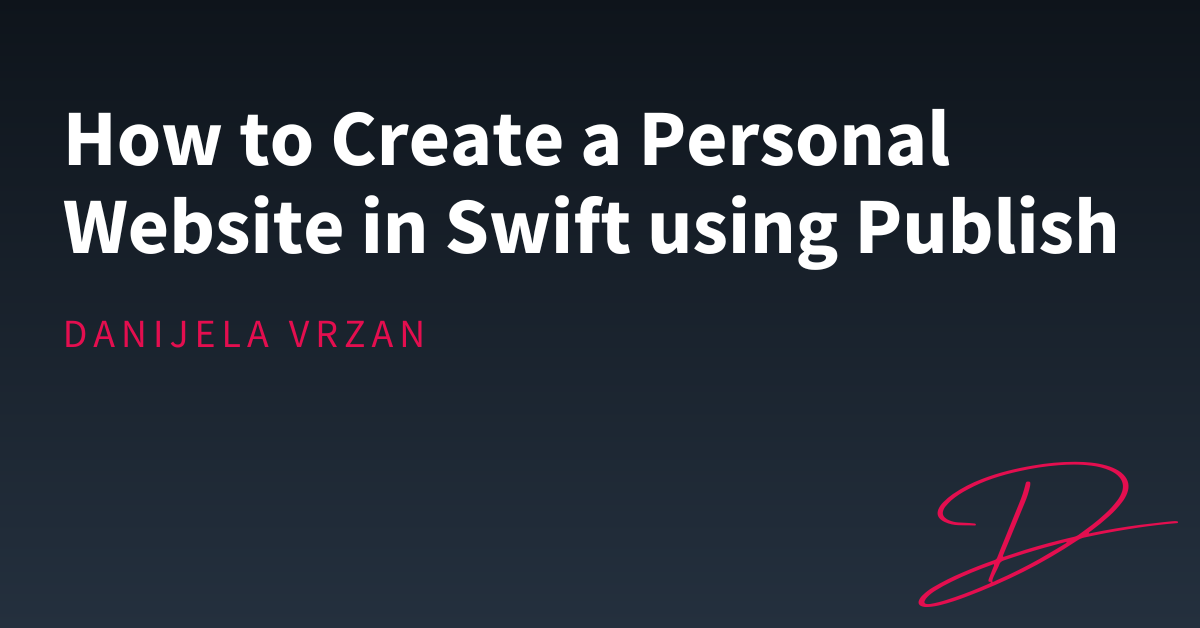 How to Create a Personal
Website in Swift using Publish
DANIJELA VRZAN
D